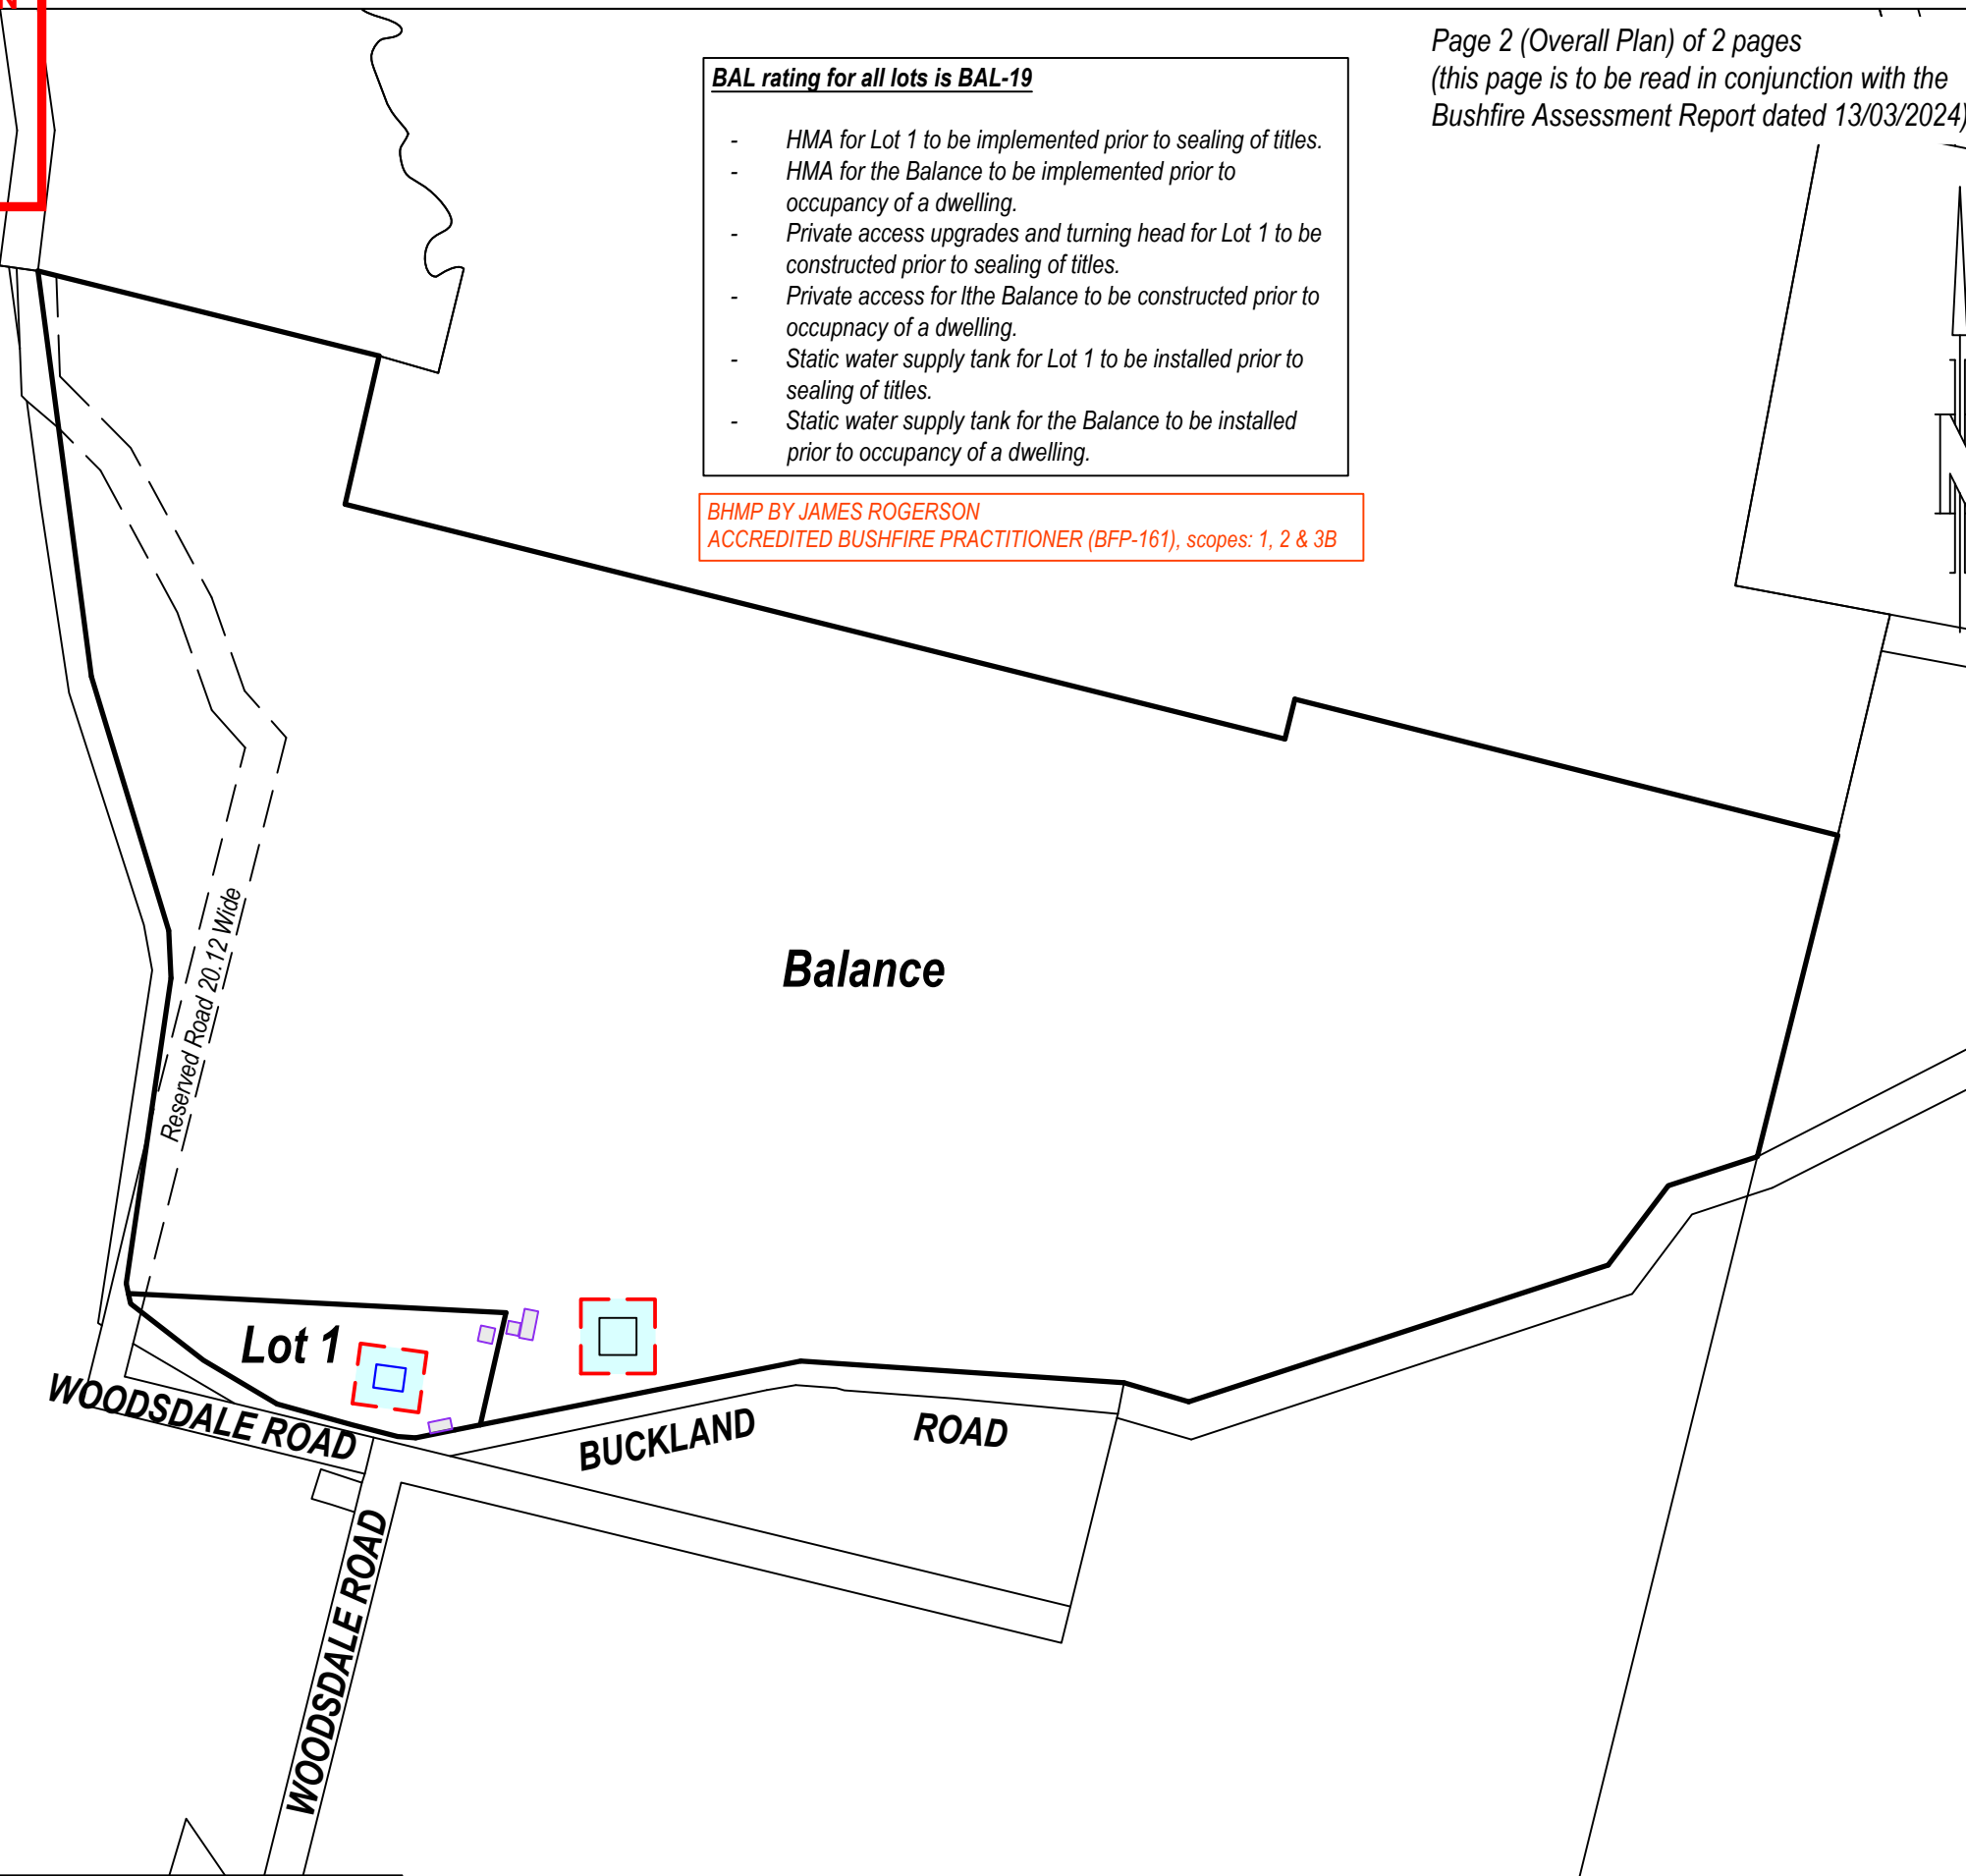 Page 2 (Overall Plan) of 2 pages
(this page is to be read in conjunction with the
Bushfire Assessment Report dated 13/03/2024)
BAL rating for all lots is BAL-19
- HMA for Lot 1 to be implemented prior to sealing of titles.
- HMA for the Balance to be implemented prior to
occupancy of a dwelling.
- Private access upgrades and turning head for Lot 1 to be
constructed prior to sealing of titles.
- Private access for lthe Balance to be constructed prior to
occupnacy of a dwelling.
- Static water supply tank for Lot 1 to be installed prior to
sealing of titles.
- Static water supply tank for the Balance to be installed
prior to occupancy of a dwelling.
BHMP BY JAMES ROGERSON
ACCREDITED BUSHFIRE PRACTITIONER (BFP-161), scopes: 1, 2 & 3B
Reserved Road 20.12 Wide
Balance
Lot 1
WOODSDALE ROAD
BUCKLAND ROAD
WOODSDALE ROAD